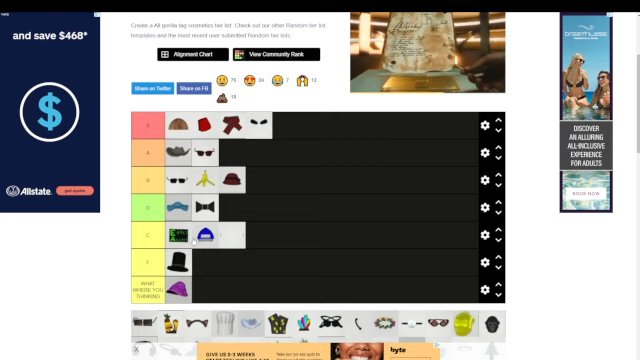 and save $468*
Allstate
get quote
Create a All gorilla tag cosmetics tier list. Check out our other Random tier list
templates and the most recent user submitted Random tier lists.
Alignment Chart
View Community Rank
Share on Twitter
Share on FB
76
24
7
12
18
S
A
B
D
C
F
WHAT
WHERE YOU
THINKING
breathless
DISCOVER
AN ALLURING
ALL-INCLUSIVE
EXPERIENCE
FOR ADULTS
BOOK NOW
GIVE US 2-3 WEEKS
byte